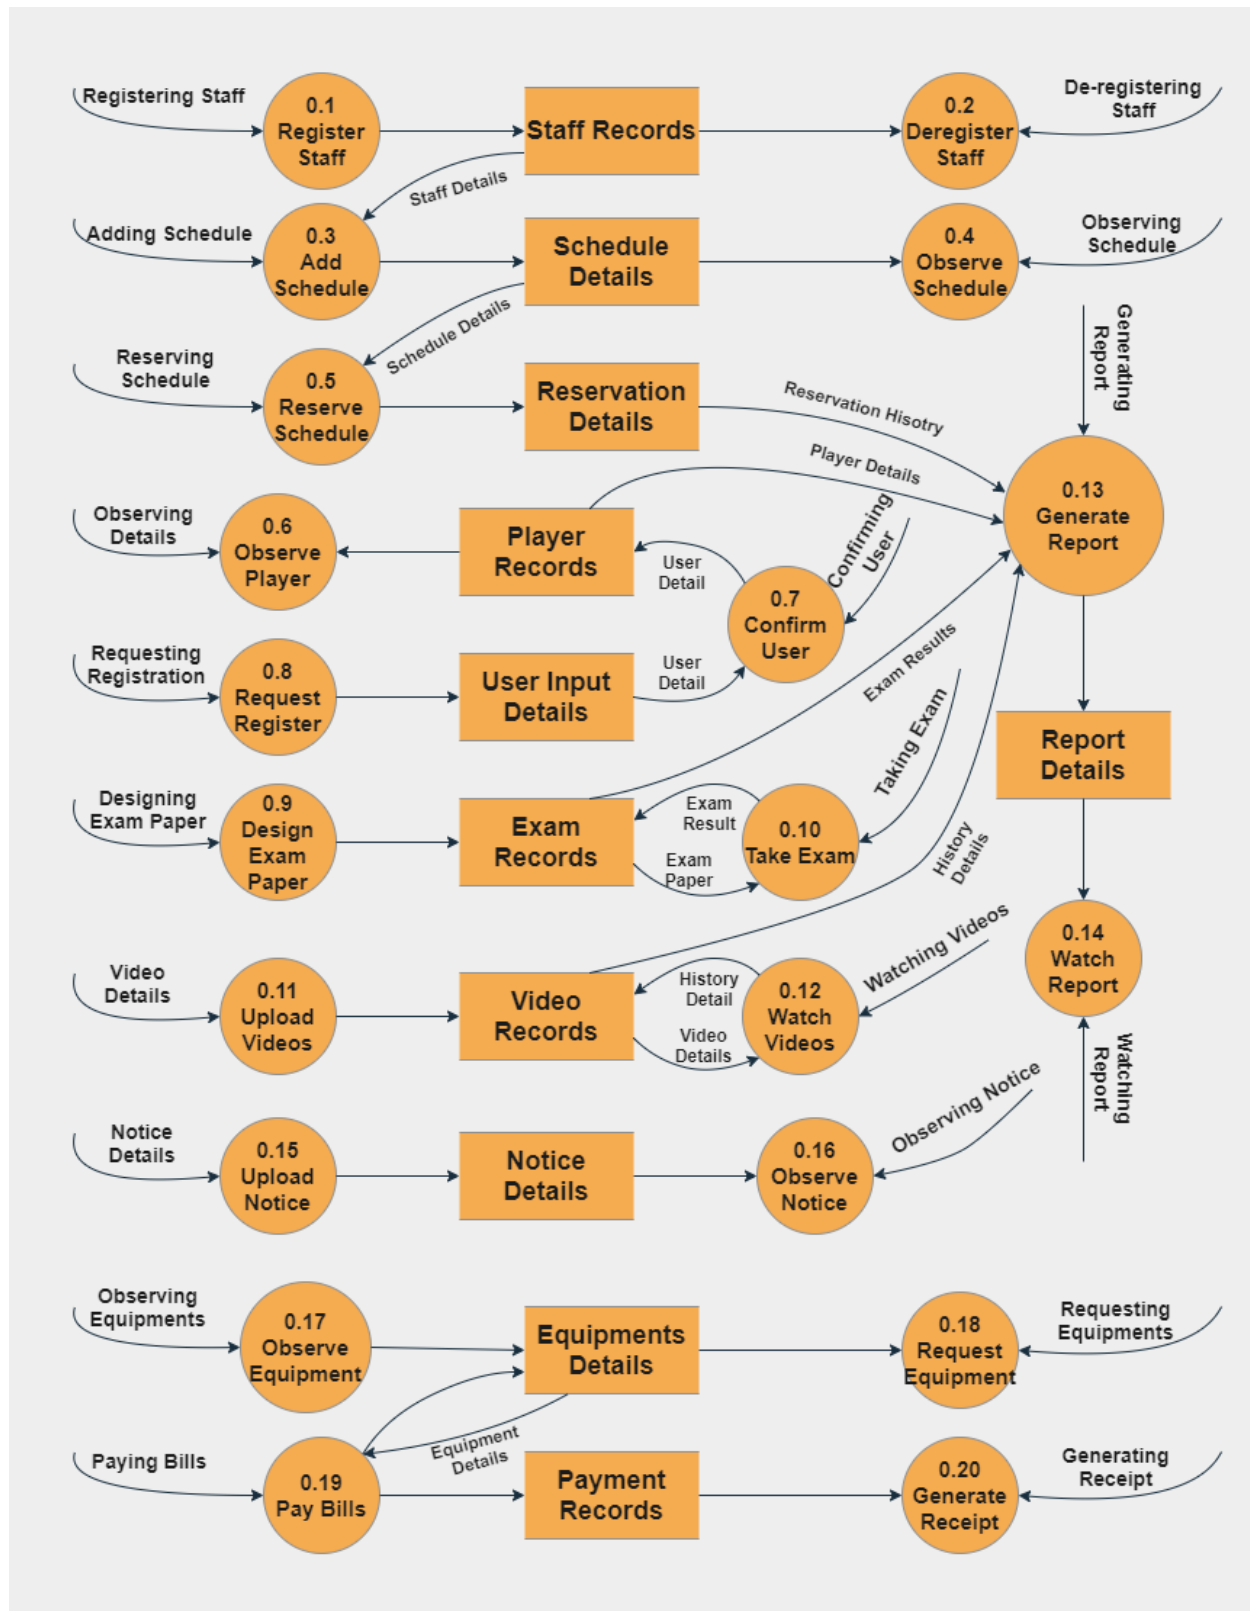 Registering Staff
0.1
Register
Staff
Staff Records
0.2
Deregister
Staff
De-registering
Staff
Staff Details
Adding Schedule
0.3
Add
Schedule
Schedule
Details
0.4
Observe
Schedule
Observing
Schedule
Schedule Details
Generating
Report
Reserving
Schedule
0.5
Reserve
Schedule
Reservation
Details
Reservation Hisotry
Player Details
0.13
Generate
Report
Observing
Details
0.6
Observe
Player
Player
Records
User
Detail
Confirming
User
0.7
Confirm
User
Requesting
Registration
0.8
Request
Register
User Input
Details
User
Detail
Exam Results
Taking Exam
Report
Details
Designing
Exam Paper
0.9
Design
Exam
Paper
Exam
Records
Exam
Result
Exam
Paper
0.10
Take Exam
History
Details
Video
Details
0.11
Upload
Videos
Video
Records
History
Detail
Video
Details
0.12
Watch
Videos
Watching Videos
0.14
Watch
Report
Watching
Report
Notice
Details
0.15
Upload
Notice
Notice
Details
0.16
Observe
Notice
Observing Notice
Observing
Equipments
0.17
Observe
Equipment
Equipments
Details
0.18
Request
Equipment
Requesting
Equipments
Equipment
Details
Paying Bills
0.19
Pay Bills
Payment
Records
0.20
Generate
Receipt
Generating
Receipt